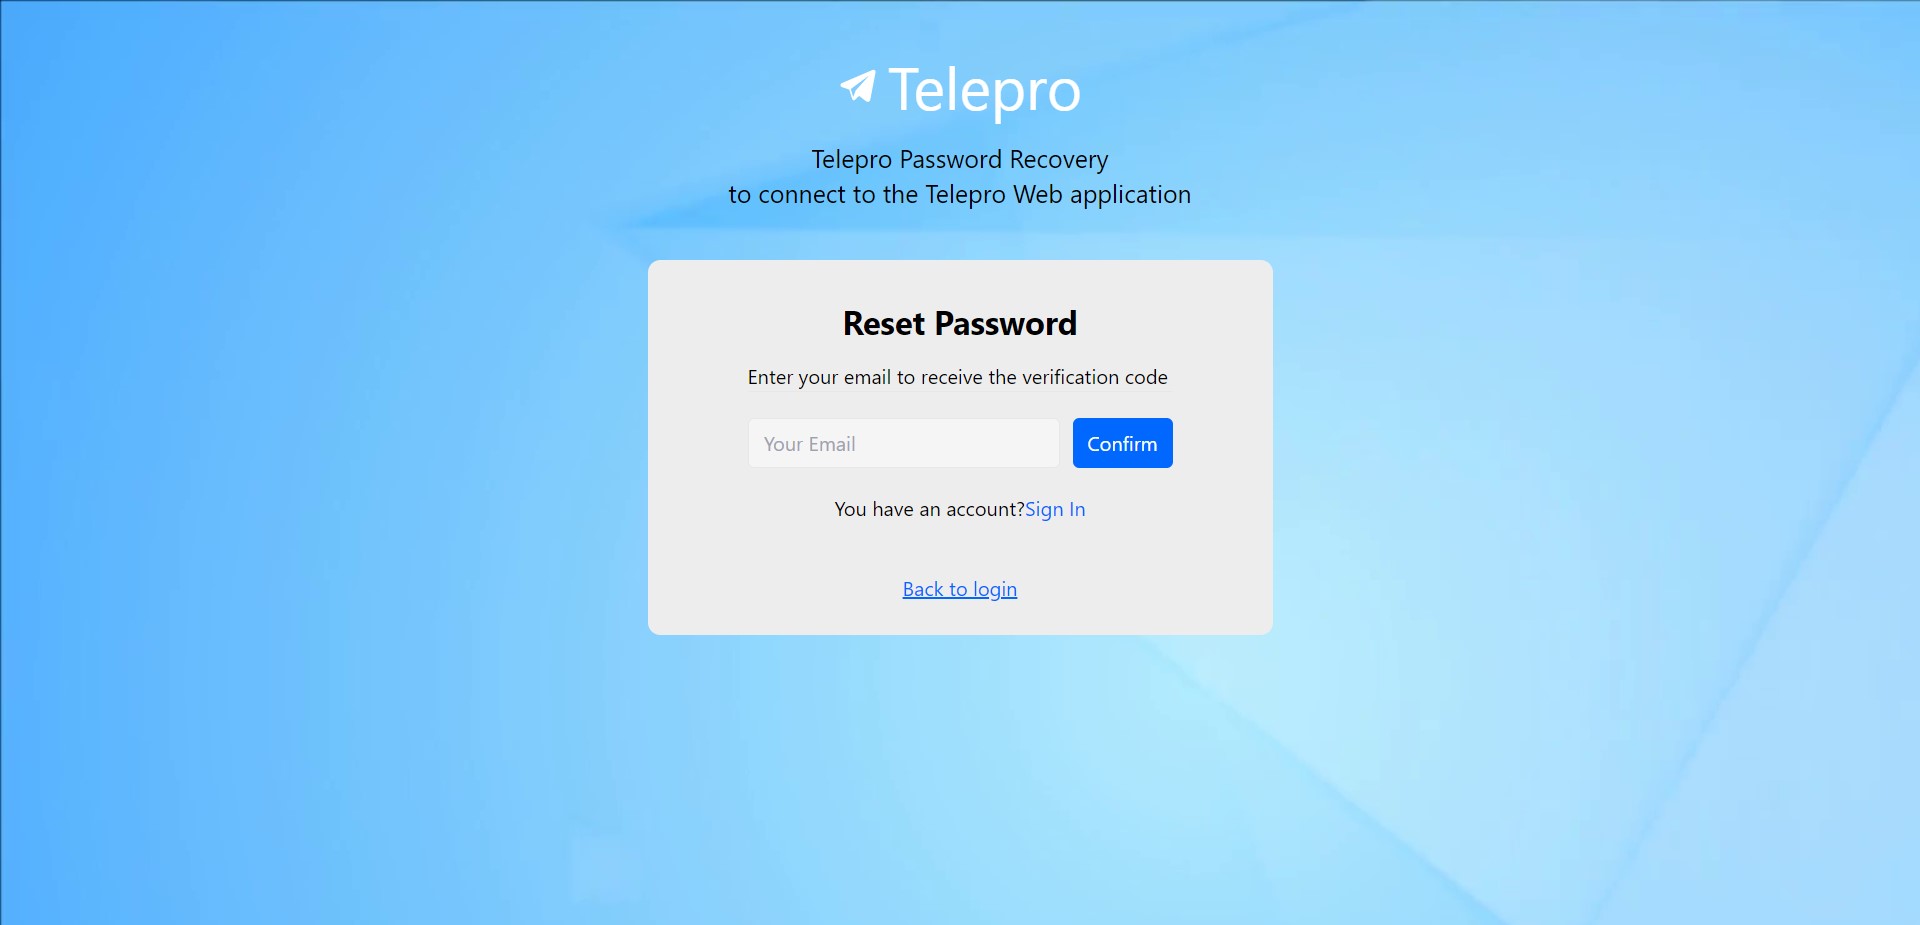 Telepro
Telepro Password Recovery
to connect to the Telepro Web application
Reset Password
Enter your email to receive the verification code
Your Email
Confirm
You have an account?Sign In
Back to login